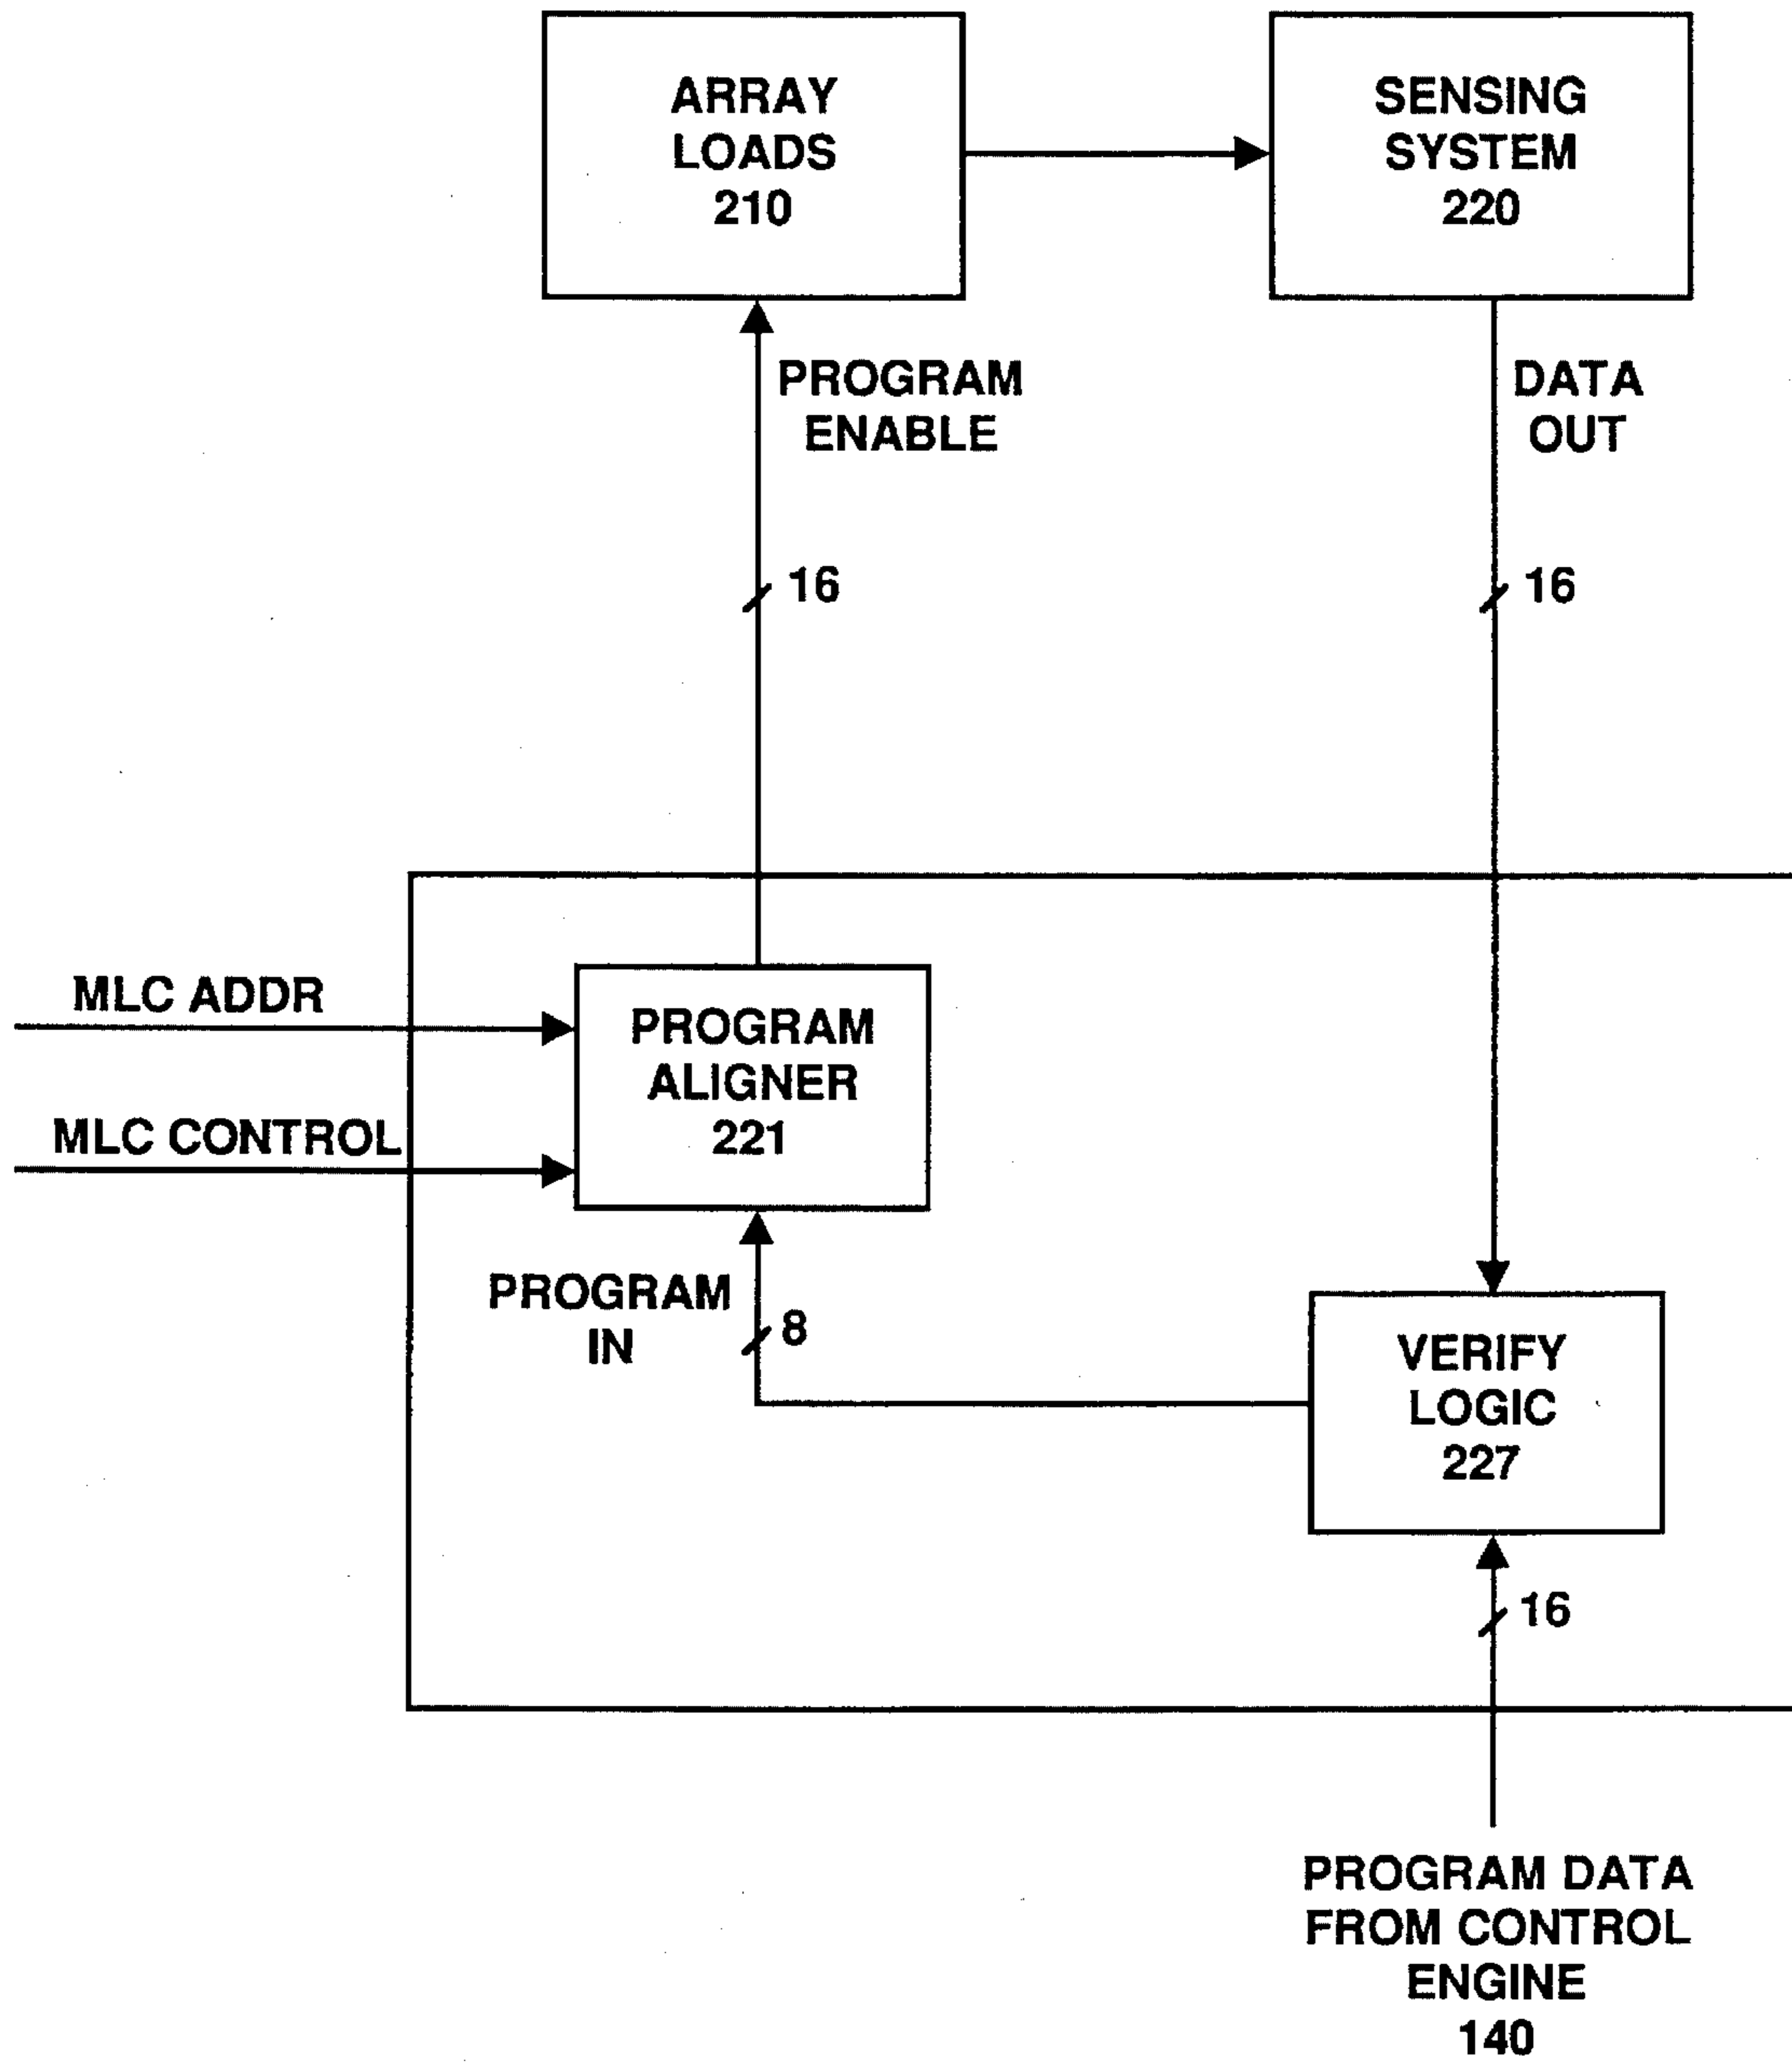 ARRAY
LOADS
210
SENSING
SYSTEM
220
PROGRAM
ENABLE
DATA
OUT
16
16
MLC ADDR
MLC CONTROL
PROGRAM
ALIGNER
221
PROGRAM
IN
8
VERIFY
LOGIC
227
16
PROGRAM DATA
FROM CONTROL
ENGINE
140